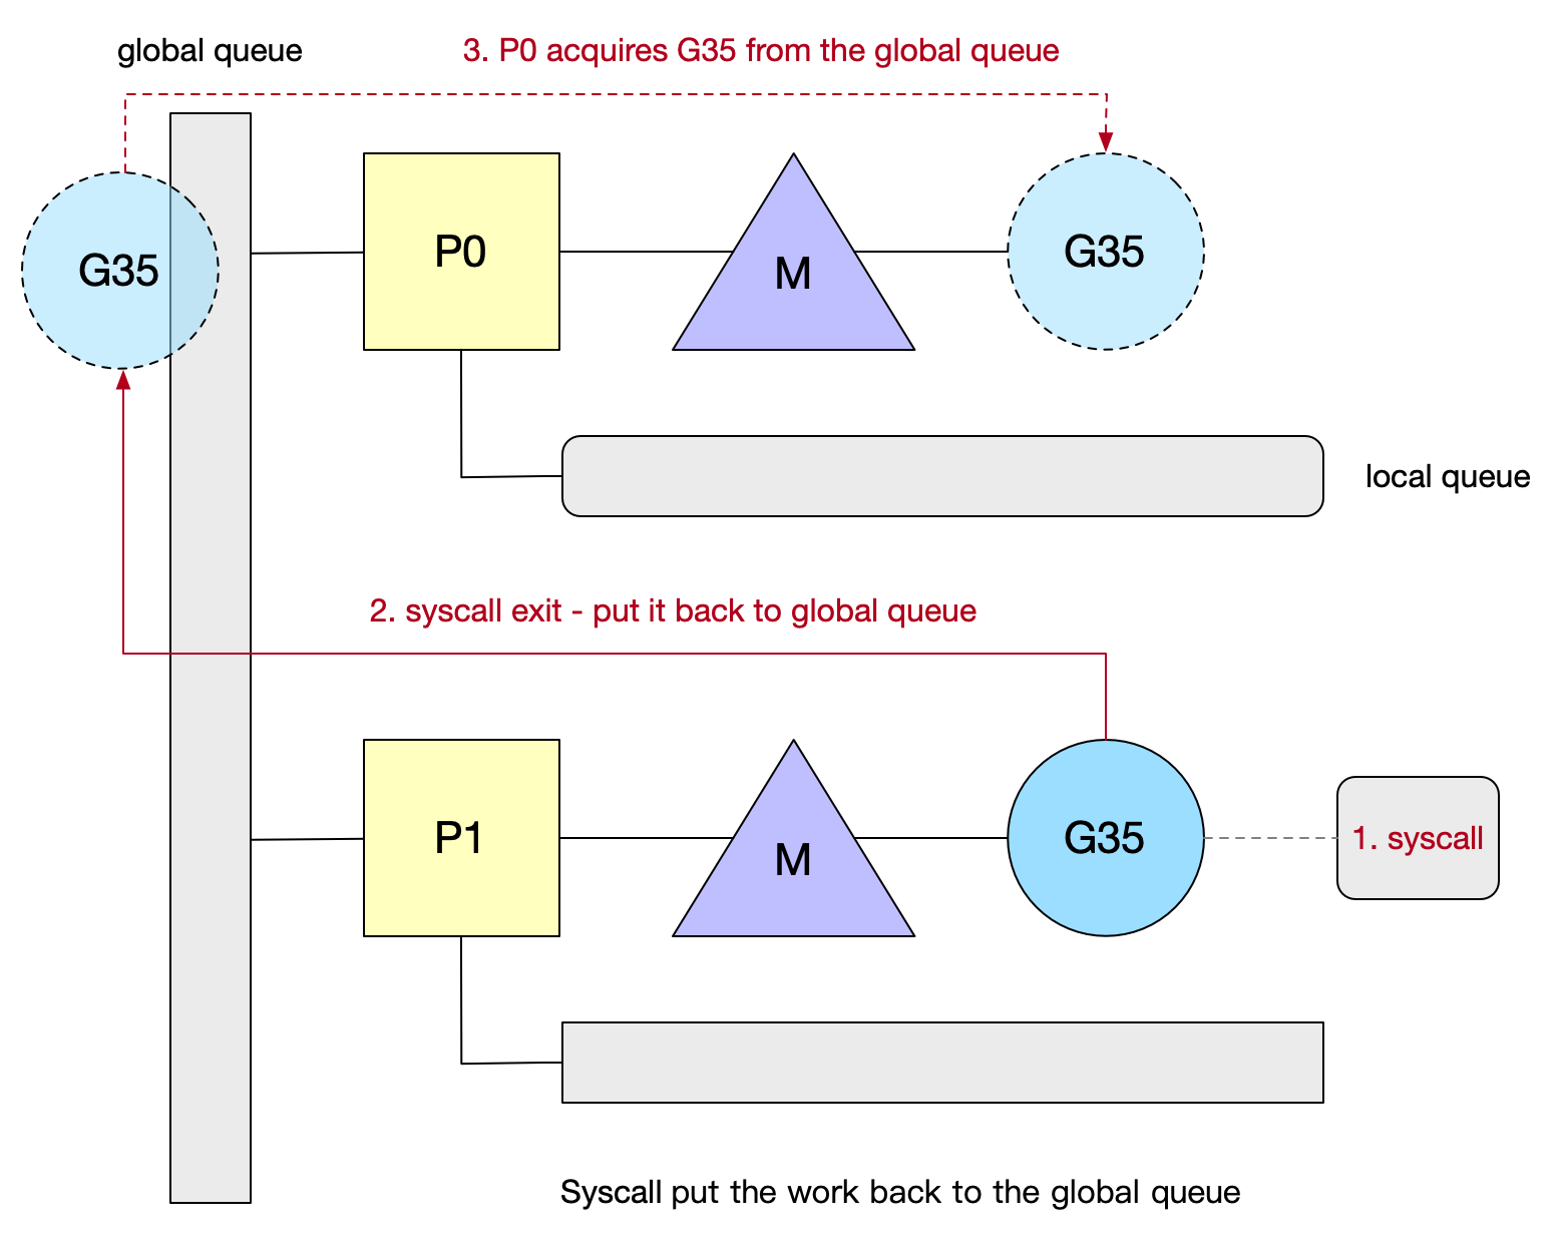 global queue
3. P0 acquires G35 from the global queue
G35
P0
M
G35
local queue
2. syscall exit - put it back to global queue
P1
M
G35
1. syscall
Syscall put the work back to the global queue